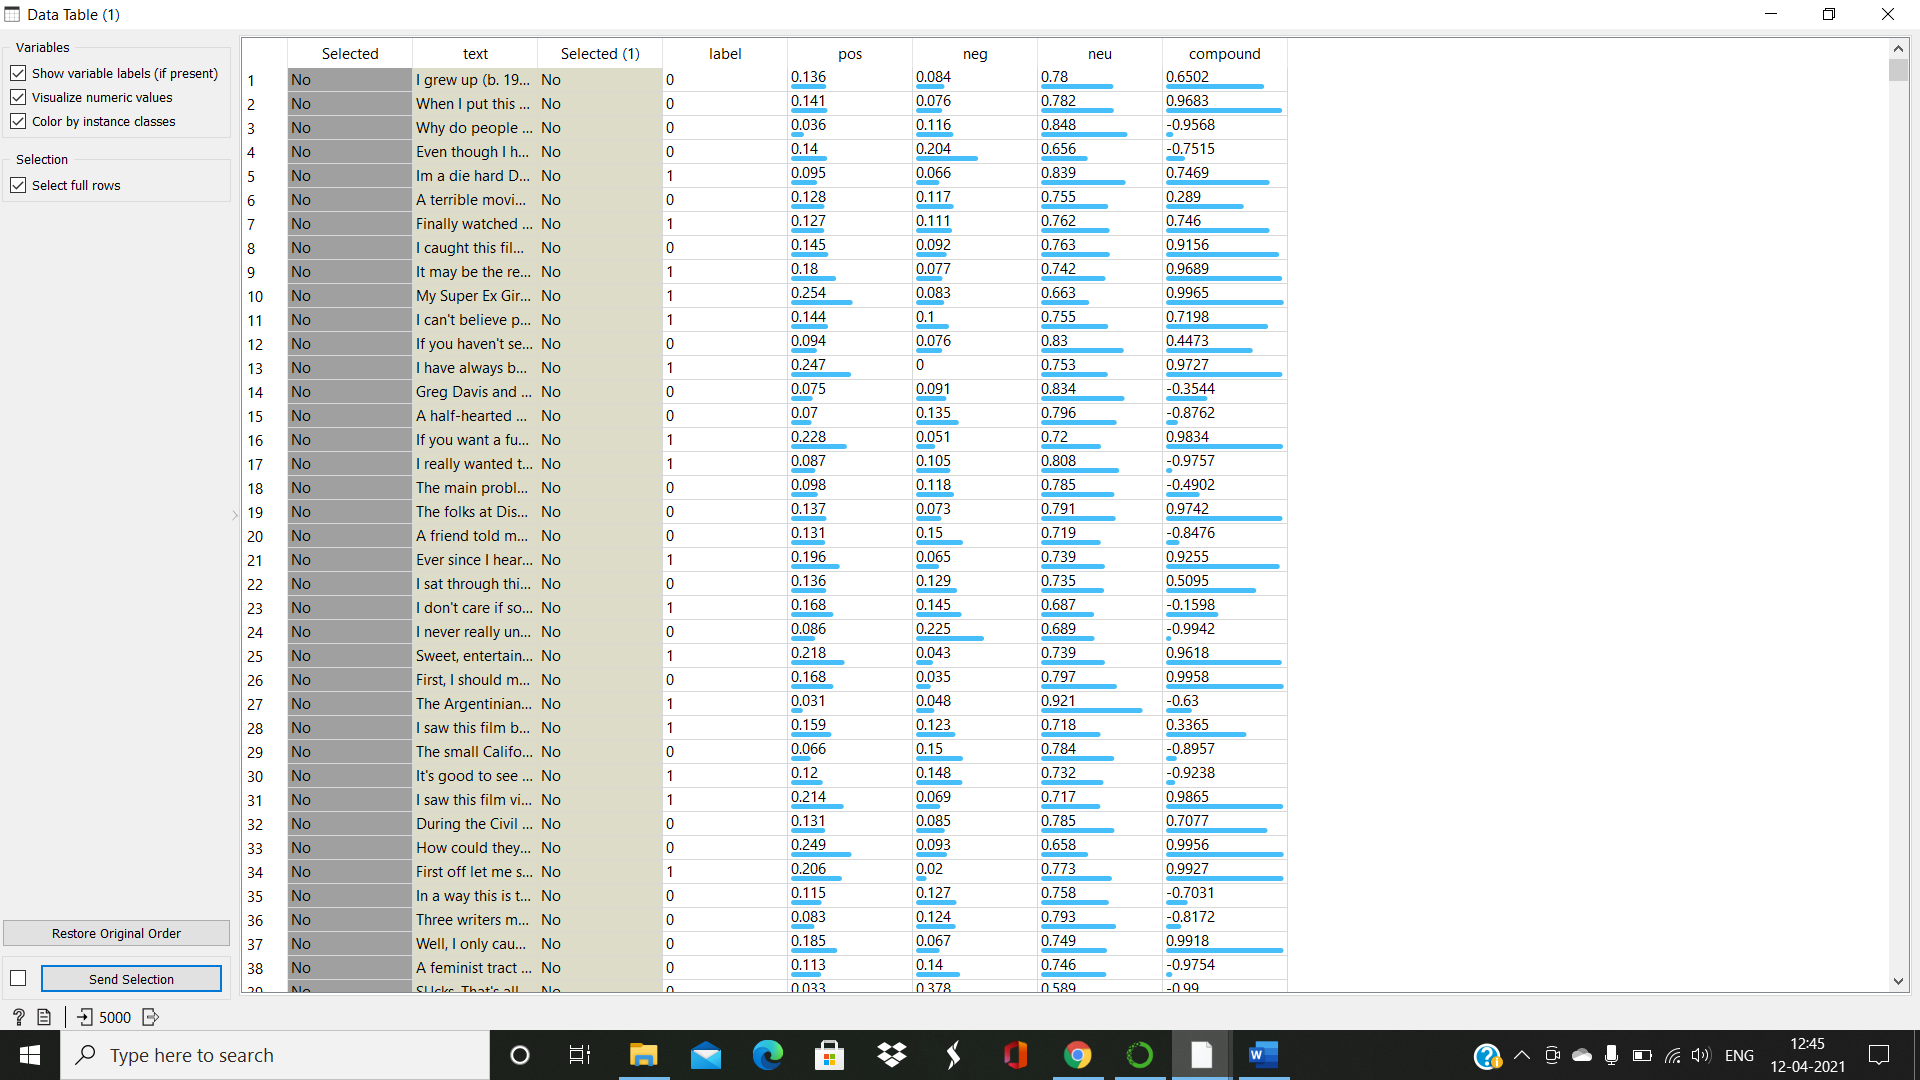 Data Table (1)
Variables
Show variable labels (if present)
Visualize numeric values
Color by instance classes
Selection
Select full rows
Selected text Selected (1) label pos neg neu compound
1 No I grew up (b. 19... No 0 0.136 0.084 0.78 0.6502
2 No When I put this ... No 0 0.141 0.076 0.782 0.9683
3 No Why do people ... No 0 0.036 0.116 0.848 -0.9568
4 No Even though I h... No 0 0.14 0.204 0.656 -0.7515
5 No Im a die hard D... No 1 0.095 0.066 0.839 0.7469
6 No A terrible movi... No 0 0.128 0.117 0.755 0.289
7 No Finally watched ... No 1 0.127 0.111 0.762 0.746
8 No I caught this fil... No 0 0.145 0.092 0.763 0.9156
9 No It may be the re... No 1 0.18 0.077 0.742 0.9689
10 No My Super Ex Gir... No 1 0.254 0.083 0.663 0.9965
11 No I can't believe p... No 1 0.144 0.1 0.755 0.7198
12 No If you haven't se... No 0 0.094 0.076 0.83 0.4473
13 No I have always b... No 1 0.247 0 0.753 0.9727
14 No Greg Davis and ... No 0 0.075 0.091 0.834 -0.3544
15 No A half-hearted ... No 0 0.07 0.135 0.796 -0.8762
16 No If you want a fu... No 1 0.228 0.051 0.72 0.9834
17 No I really wanted t... No 1 0.087 0.105 0.808 -0.9757
18 No The main probl... No 0 0.098 0.118 0.785 -0.4902
19 No The folks at Dis... No 0 0.137 0.073 0.791 0.9742
20 No A friend told m... No 0 0.131 0.15 0.719 -0.8476
21 No Ever since I hear... No 1 0.196 0.065 0.739 0.9255
22 No I sat through thi... No 0 0.136 0.129 0.735 0.5095
23 No I don't care if so... No 1 0.168 0.145 0.687 -0.1598
24 No I never really un... No 0 0.086 0.225 0.689 -0.9942
25 No Sweet, entertain... No 1 0.218 0.043 0.739 0.9618
26 No First, I should m... No 0 0.168 0.035 0.797 0.9958
27 No The Argentinian... No 1 0.031 0.048 0.921 -0.63
28 No I saw this film b... No 1 0.159 0.123 0.718 0.3365
29 No The small Califo... No 0 0.066 0.15 0.784 -0.8957
30 No It's good to see ... No 1 0.12 0.148 0.732 -0.9238
31 No I saw this film vi... No 1 0.214 0.069 0.717 0.9865
32 No During the Civil ... No 0 0.131 0.085 0.785 0.7077
33 No How could they... No 0 0.249 0.093 0.658 0.9956
34 No First off let me s... No 1 0.206 0.02 0.773 0.9927
35 No In a way this is t... No 0 0.115 0.127 0.758 -0.7031
36 No Three writers m... No 0 0.083 0.124 0.793 -0.8172
37 No Well, I only cau... No 0 0.185 0.067 0.749 0.9918
38 No A feminist tract ... No 0 0.113 0.14 0.746 -0.9754
39 No SUcks. That's all... No 0 0.033 0.378 0.589 -0.99
Restore Original Order
Send Selection
? 5000
Type here to search
ENG
12:45
12-04-2021